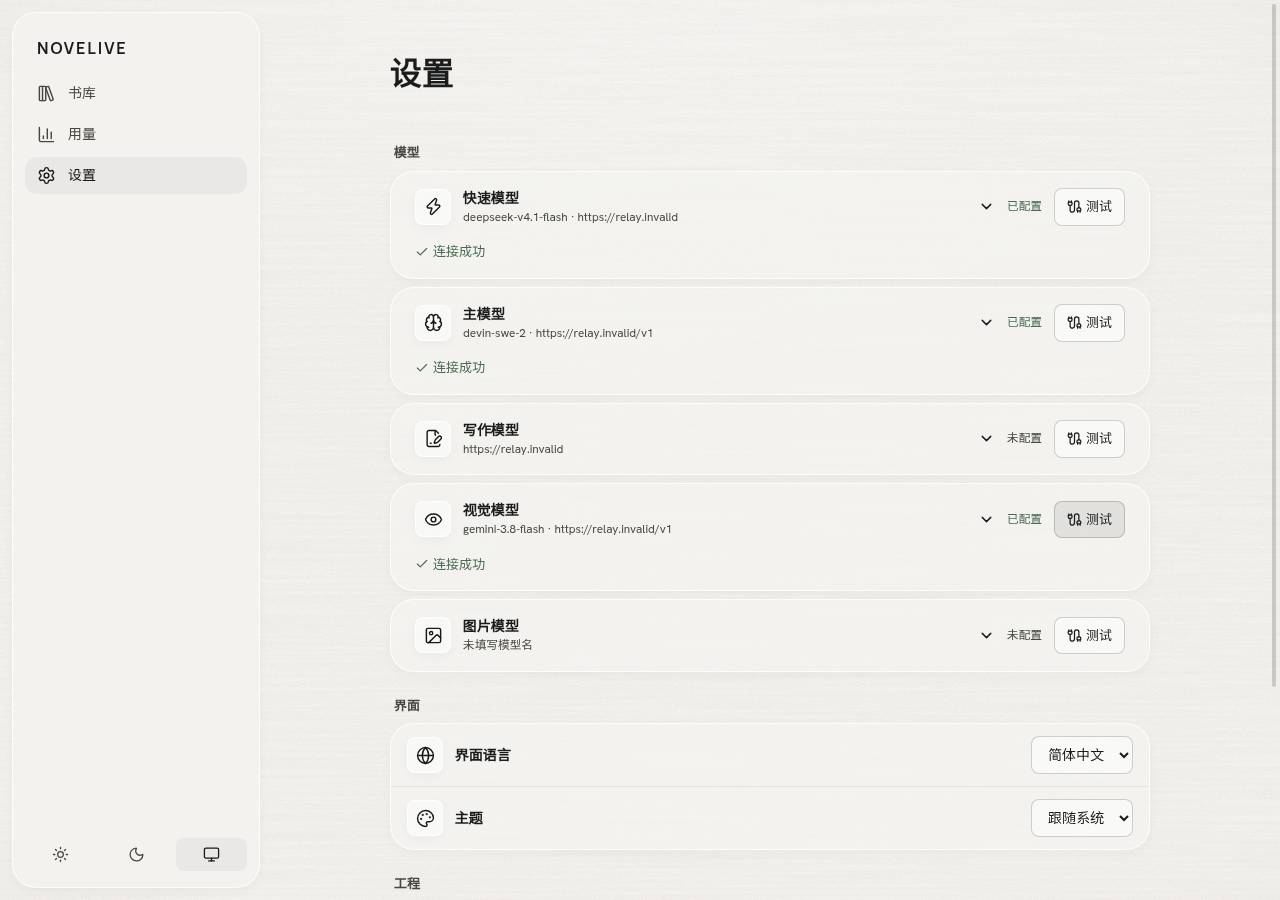 NOVELIVE
书库
用量
设置
设置
模型
快速模型
deepseek-v4.1-flash · https://relay.invalid
已配置
测试
连接成功
主模型
devin-swe-2 · https://relay.invalid/v1
已配置
测试
连接成功
写作模型
https://relay.invalid
未配置
测试
视觉模型
gemini-3.8-flash · https://relay.invalid/v1
已配置
测试
连接成功
图片模型
未填写模型名
未配置
测试
界面
界面语言
简体中文
主题
跟随系统
工程